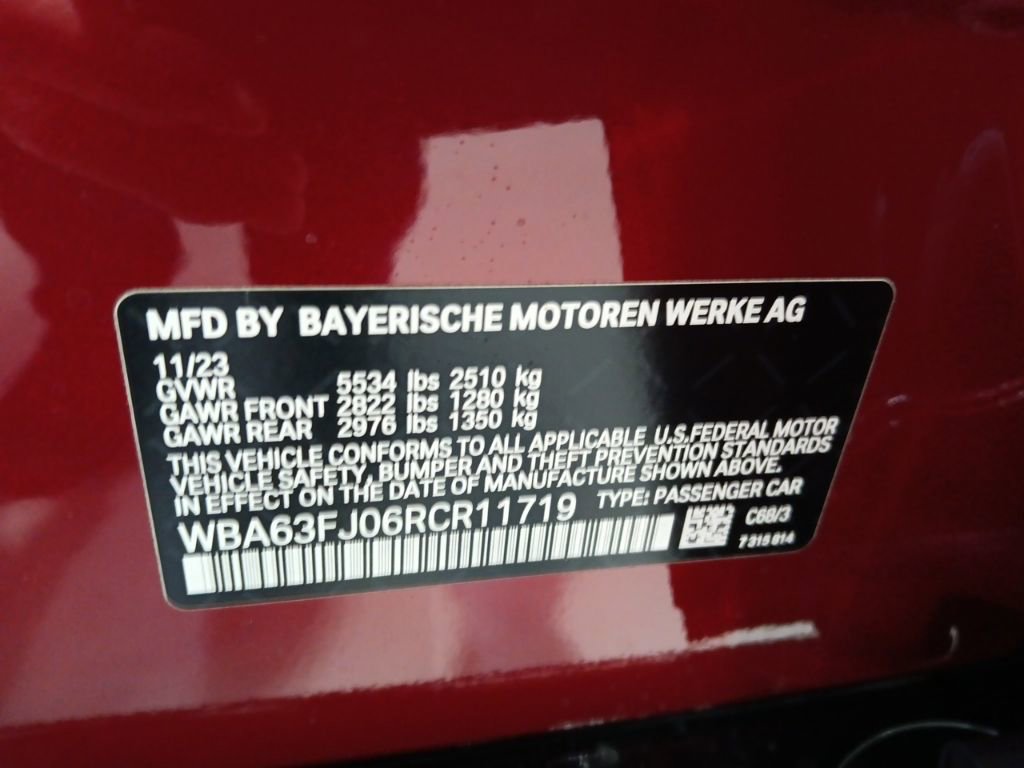 MFD BY BAYERISCHE MOTOREN WERKE AG
11/23
GVWR 5534 lbs 2510 kg
GAWR FRONT 2822 lbs 1280 kg
GAWR REAR 2976 lbs 1350 kg
THIS VEHICLE CONFORMS TO ALL APPLICABLE U.S.FEDERAL MOTOR
VEHICLE SAFETY, BUMPER AND THEFT PREVENTION STANDARDS
IN EFFECT ON THE DATE OF MANUFACTURE SHOWN ABOVE.
WBA63FJ06RCR11719 TYPE: PASSENGER CAR
C68/3
7 315 814